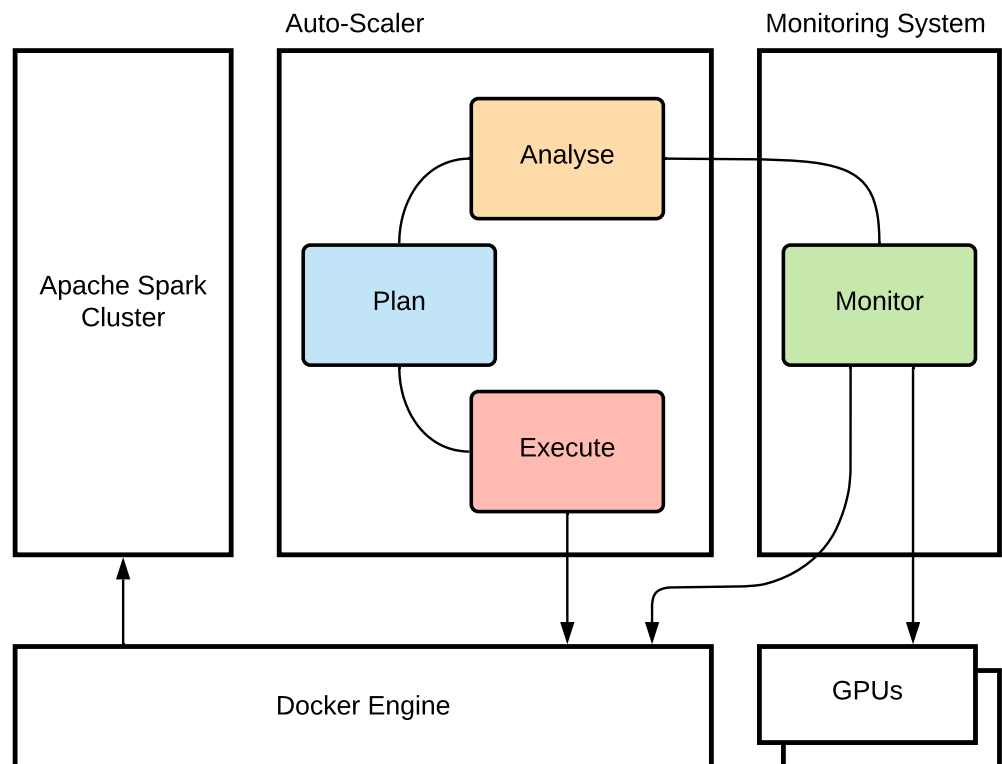 Auto-Scaler
Monitoring System
Analyse
Apache Spark
Cluster
Plan
Monitor
Execute
Docker Engine
GPUs